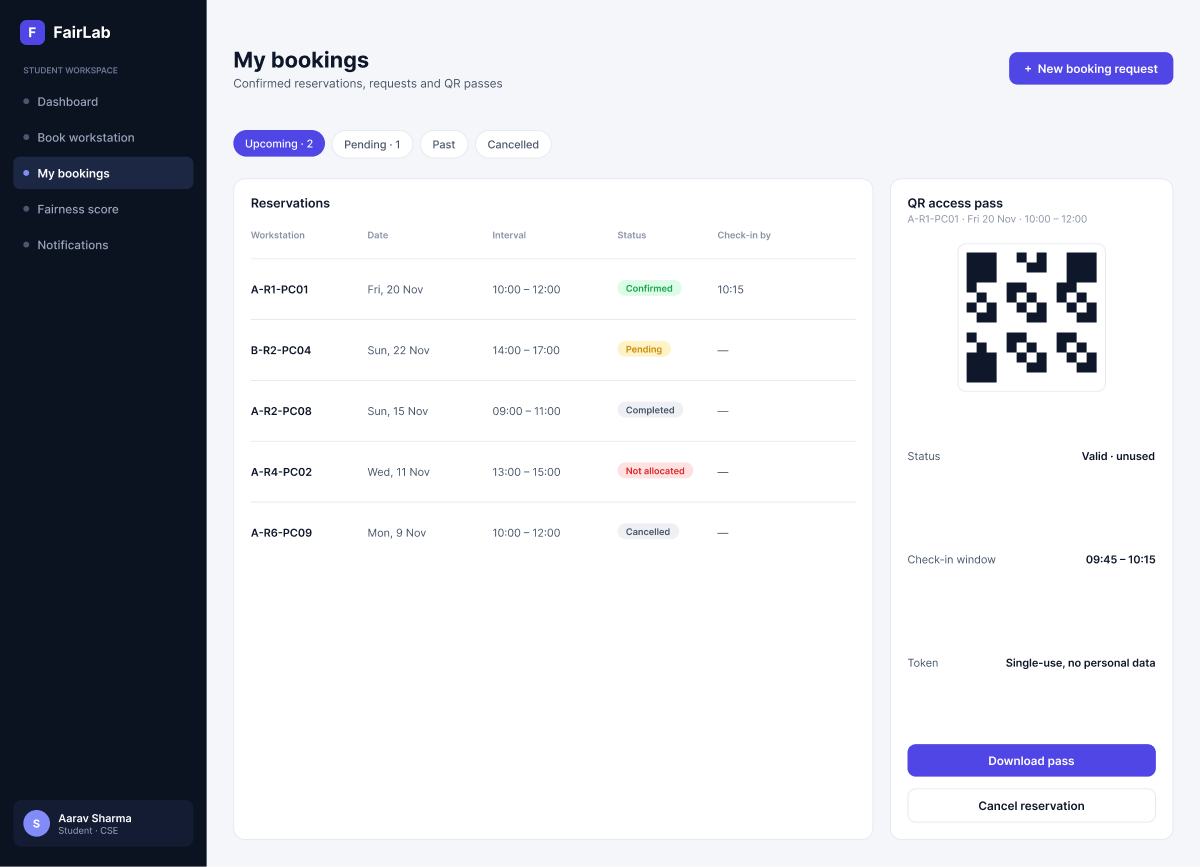 F FairLab
STUDENT WORKSPACE
Dashboard
Book workstation
My bookings
Fairness score
Notifications
S
Aarav Sharma
Student · CSE
My bookings
Confirmed reservations, requests and QR passes
+ New booking request
Upcoming · 2 Pending · 1 Past Cancelled
Reservations
Workstation Date Interval Status Check-in by
A-R1-PC01 Fri, 20 Nov 10:00 – 12:00 Confirmed 10:15
B-R2-PC04 Sun, 22 Nov 14:00 – 17:00 Pending —
A-R2-PC08 Sun, 15 Nov 09:00 – 11:00 Completed —
A-R4-PC02 Wed, 11 Nov 13:00 – 15:00 Not allocated —
A-R6-PC09 Mon, 9 Nov 10:00 – 12:00 Cancelled —
QR access pass
A-R1-PC01 · Fri 20 Nov · 10:00 – 12:00
Status Valid · unused
Check-in window 09:45 – 10:15
Token Single-use, no personal data
Download pass
Cancel reservation